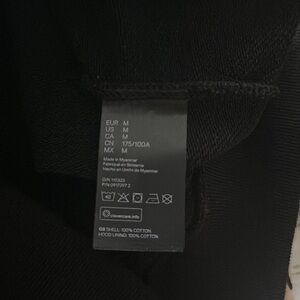 EUR M
US M
CA M
CN 175/100A
MX M
Made in Myanmar
Fabriqué en Birmanie
Hecho en Unión de Myanmar
40
clevercare.info
GB SHELL: 100% COTTON.
HOOD LINING: 100% COTTON.